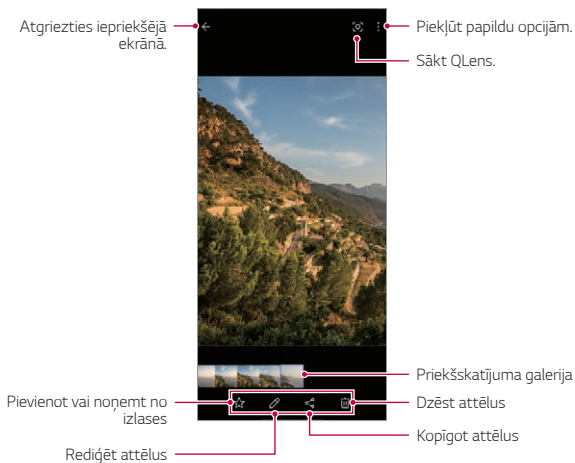 Atgriezties iepriekšējā
ekrānā.
Piekļūt papildu opcijām.
Sākt QLens.
Priekšskatījuma galerija
Pievienot vai noņemt no
izlases
Dzēst attēlus
Kopīgot attēlus
Rediģēt attēlus